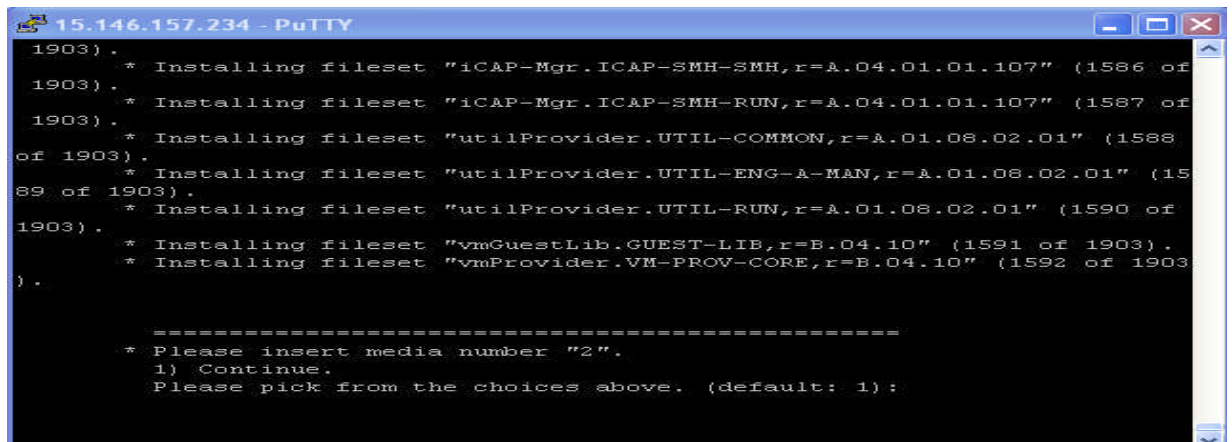 15.146.157.234 - PuTTY
1903).
* Installing fileset "iCAP-Mgr.ICAP-SMH-SMH,r=A.04.01.01.107" (1586 of
1903).
* Installing fileset "iCAP-Mgr.ICAP-SMH-RUN,r=A.04.01.01.107" (1587 of
1903).
* Installing fileset "utilProvider.UTIL-COMMON,r=A.01.08.02.01" (1588
of 1903).
* Installing fileset "utilProvider.UTIL-ENG-A-MAN,r=A.01.08.02.01" (15
89 of 1903).
* Installing fileset "utilProvider.UTIL-RUN,r=A.01.08.02.01" (1590 of
1903).
* Installing fileset "vmGuestLib.GUEST-LIB,r=B.04.10" (1591 of 1903).
* Installing fileset "vmProvider.VM-PROV-CORE,r=B.04.10" (1592 of 1903
).
=================================================
* Please insert media number "2".
1) Continue.
Please pick from the choices above. (default: 1):